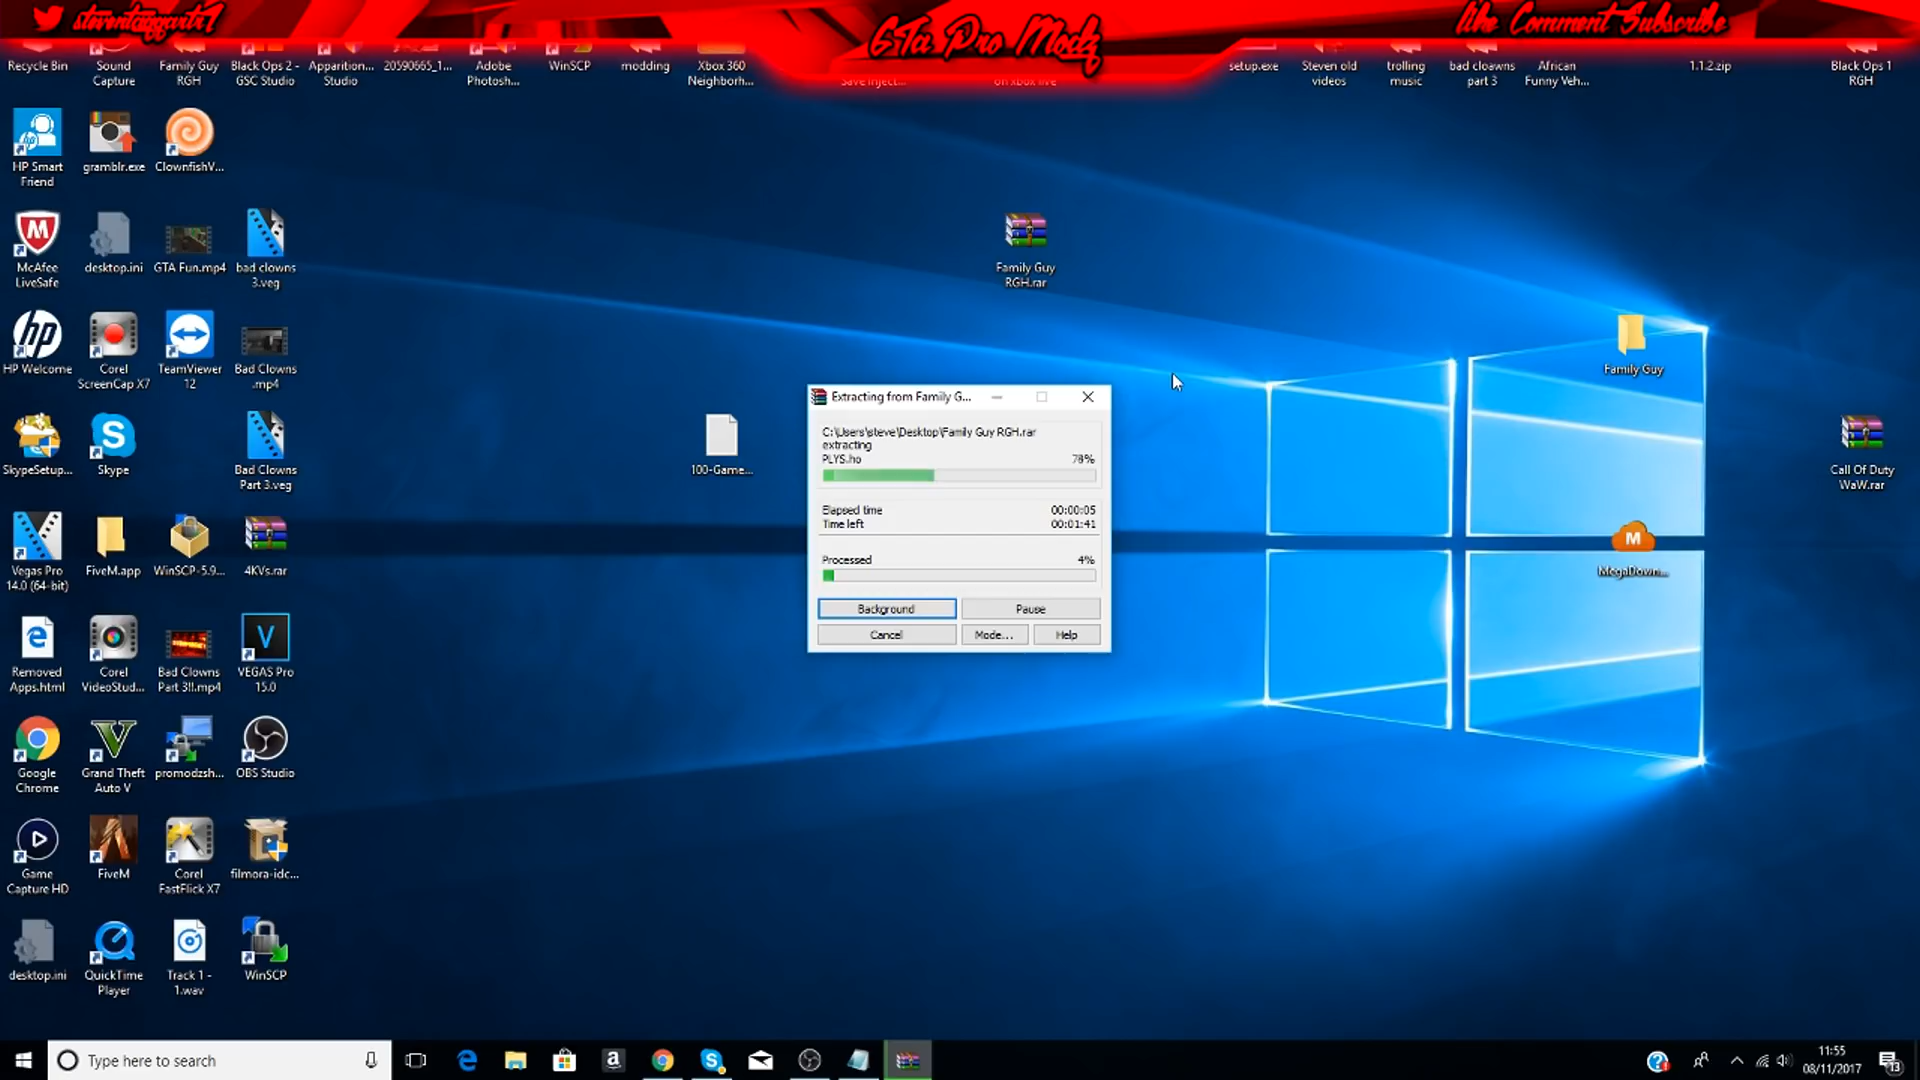 steventaggartr7
GTa Pro Modz
like Comment Subscribe
Recycle Bin
Sound
Capture
Family Guy
RGH
Black Ops 2 -
GSC Studio
Apparition...
Studio
20590665_1...
Adobe
Photosh...
WinSCP
modding
Xbox 360
Neighborh...
Save Inject...
on xbox live
setup.exe
Steven old
videos
trolling
music
bad cloawns
part 3
African
Funny Veh...
1.1.2.zip
Black Ops 1
RGH
HP Smart
Friend
gramblr.exe
ClownfishV...
McAfee
LiveSafe
desktop.ini
GTA Fun.mp4
bad clowns
3.veg
Family Guy
RGH.rar
HP Welcome
Corel
ScreenCap X7
TeamViewer
12
Bad Clowns
.mp4
Family Guy
SkypeSetup...
Skype
Bad Clowns
Part 3.veg
100-Game...
Call Of Duty
WaW.rar
Extracting from Family G...
C:\Users\steve\Desktop\Family Guy RGH.rar
extracting
PLYS.ho 78%
Elapsed time 00:00:05
Time left 00:01:41
Processed 4%
Background
Pause
Cancel
Mode...
Help
Vegas Pro
14.0 (64-bit)
FiveM.app
WinSCP-5.9...
4KVs.rar
MegaDown...
Removed
Apps.html
Corel
VideoStud...
Bad Clowns
Part 3!!.mp4
VEGAS Pro
15.0
Google
Chrome
Grand Theft
Auto V
promodzsh...
OBS Studio
Game
Capture HD
FiveM
Corel
FastFlick X7
filmora-idc...
desktop.ini
QuickTime
Player
Track 1 -
1.wav
WinSCP
Type here to search
11:55
08/11/2017
13